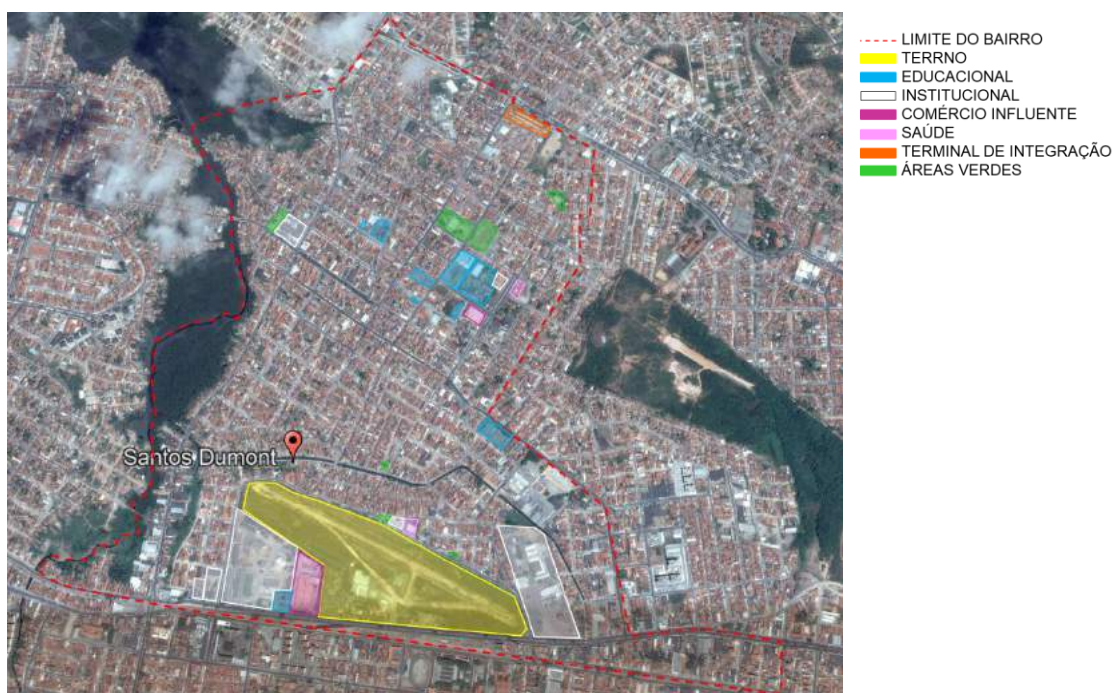 LIMITE DO BAIRRO
TERRNO
EDUCACIONAL
INSTITUCIONAL
COMÉRCIO INFLUENTE
SAÚDE
TERMINAL DE INTEGRAÇÃO
ÁREAS VERDES
Santos Dumont